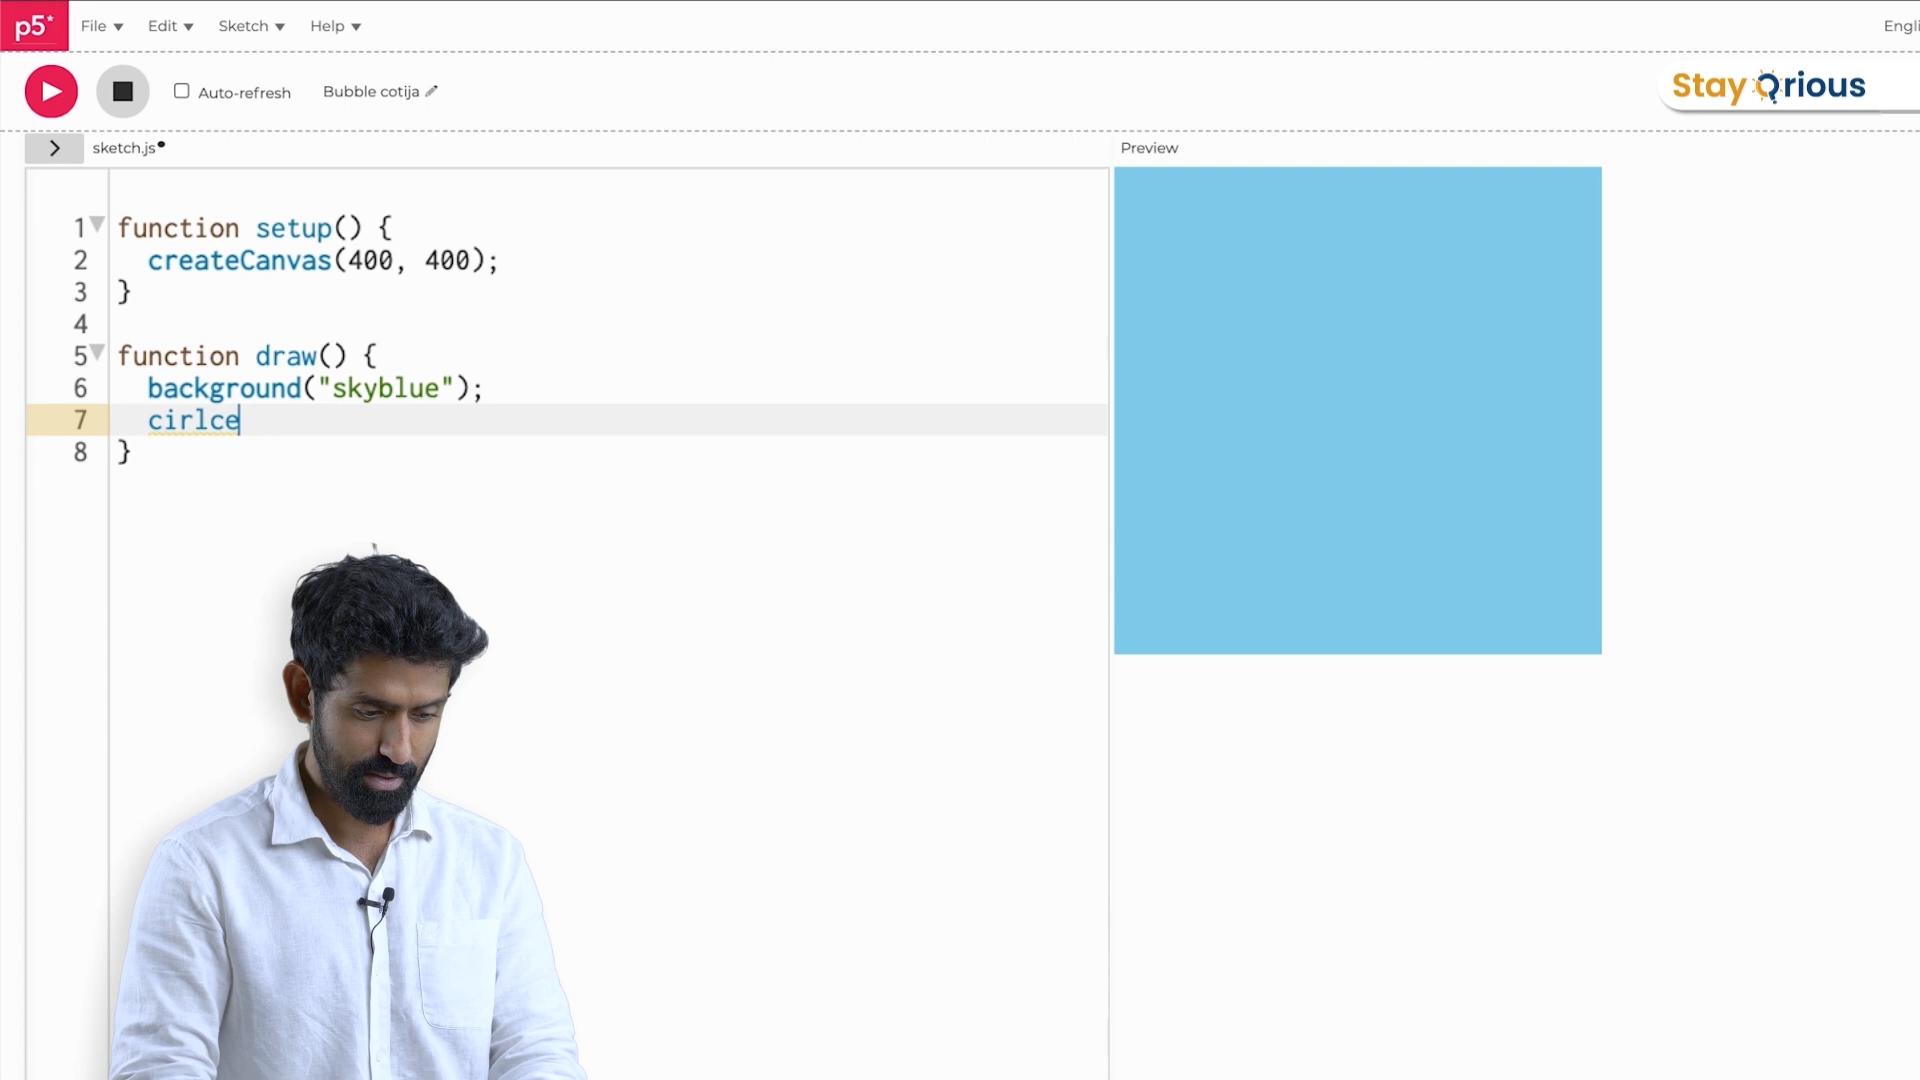 p5* File Edit Sketch Help Engli
Auto-refresh Bubble cotija Stay Qrious
sketch.js Preview
1 function setup() {
2 createCanvas(400, 400);
3 }
4
5 function draw() {
6 background("skyblue");
7 cirlce
8 }